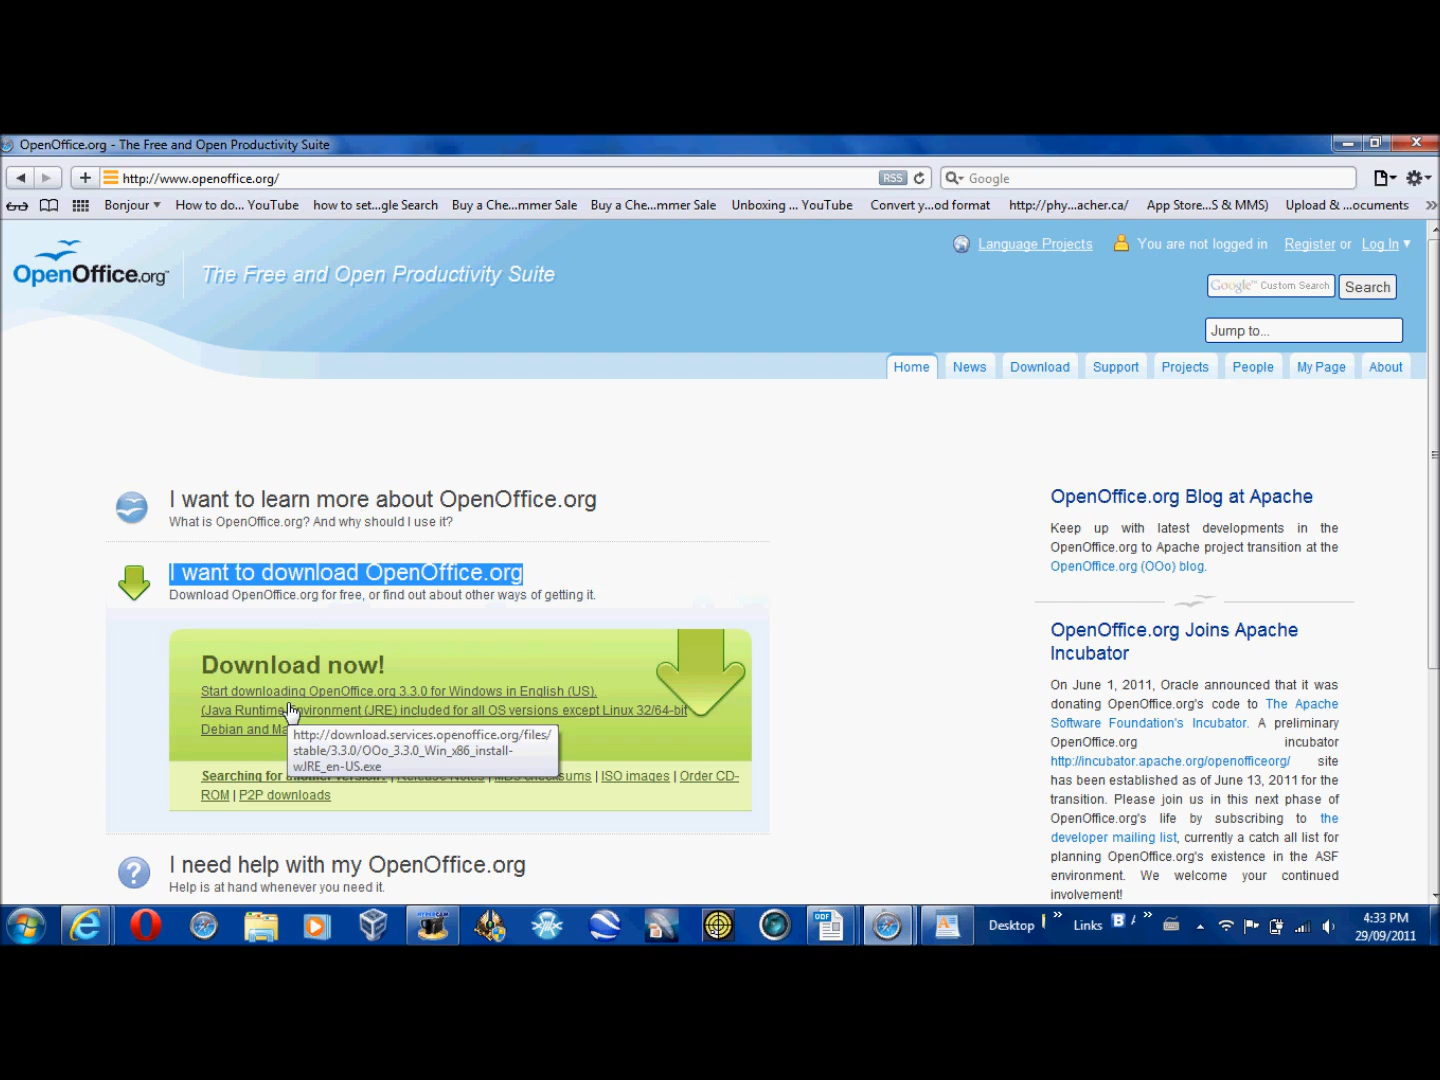 OpenOffice.org - The Free and Open Productivity Suite
http://www.openoffice.org/
RSS
Google
Bonjour
How to do... YouTube
how to set...gle Search
Buy a Che...mmer Sale
Buy a Che...mmer Sale
Unboxing ... YouTube
Convert y...od format
http://phy...acher.ca/
App Store...S & MMS)
Upload & ...ocuments
Language Projects
You are not logged in
Register or Log In
OpenOffice.org
The Free and Open Productivity Suite
Google™ Custom Search
Search
Jump to...
Home
News
Download
Support
Projects
People
My Page
About
I want to learn more about OpenOffice.org
What is OpenOffice.org? And why should I use it?
I want to download OpenOffice.org
Download OpenOffice.org for free, or find out about other ways of getting it.
Download now!
Start downloading OpenOffice.org 3.3.0 for Windows in English (US).
(Java Runtime Environment (JRE) included for all OS versions except Linux 32/64-bit
Debian and
http://download.services.openoffice.org/files/
stable/3.3.0/OOo_3.3.0_Win_x86_install-
wJRE_en-US.exe
Searching for another version? | Release Notes | MD5 checksums | ISO images | Order CD-
ROM | P2P downloads
I need help with my OpenOffice.org
Help is at hand whenever you need it.
OpenOffice.org Blog at Apache
Keep up with latest developments in the
OpenOffice.org to Apache project transition at the
OpenOffice.org (OOo) blog.
OpenOffice.org Joins Apache
Incubator
On June 1, 2011, Oracle announced that it was
donating OpenOffice.org's code to The Apache
Software Foundation's Incubator. A preliminary
OpenOffice.org incubator
http://incubator.apache.org/openofficeorg/ site
has been established as of June 13, 2011 for the
transition. Please join us in this next phase of
OpenOffice.org's life by subscribing to the
developer mailing list, currently a catch all list for
planning OpenOffice.org's existence in the ASF
environment. We welcome your continued
involvement!
HYPERCAM
ODF
Desktop
Links
4:33 PM
29/09/2011